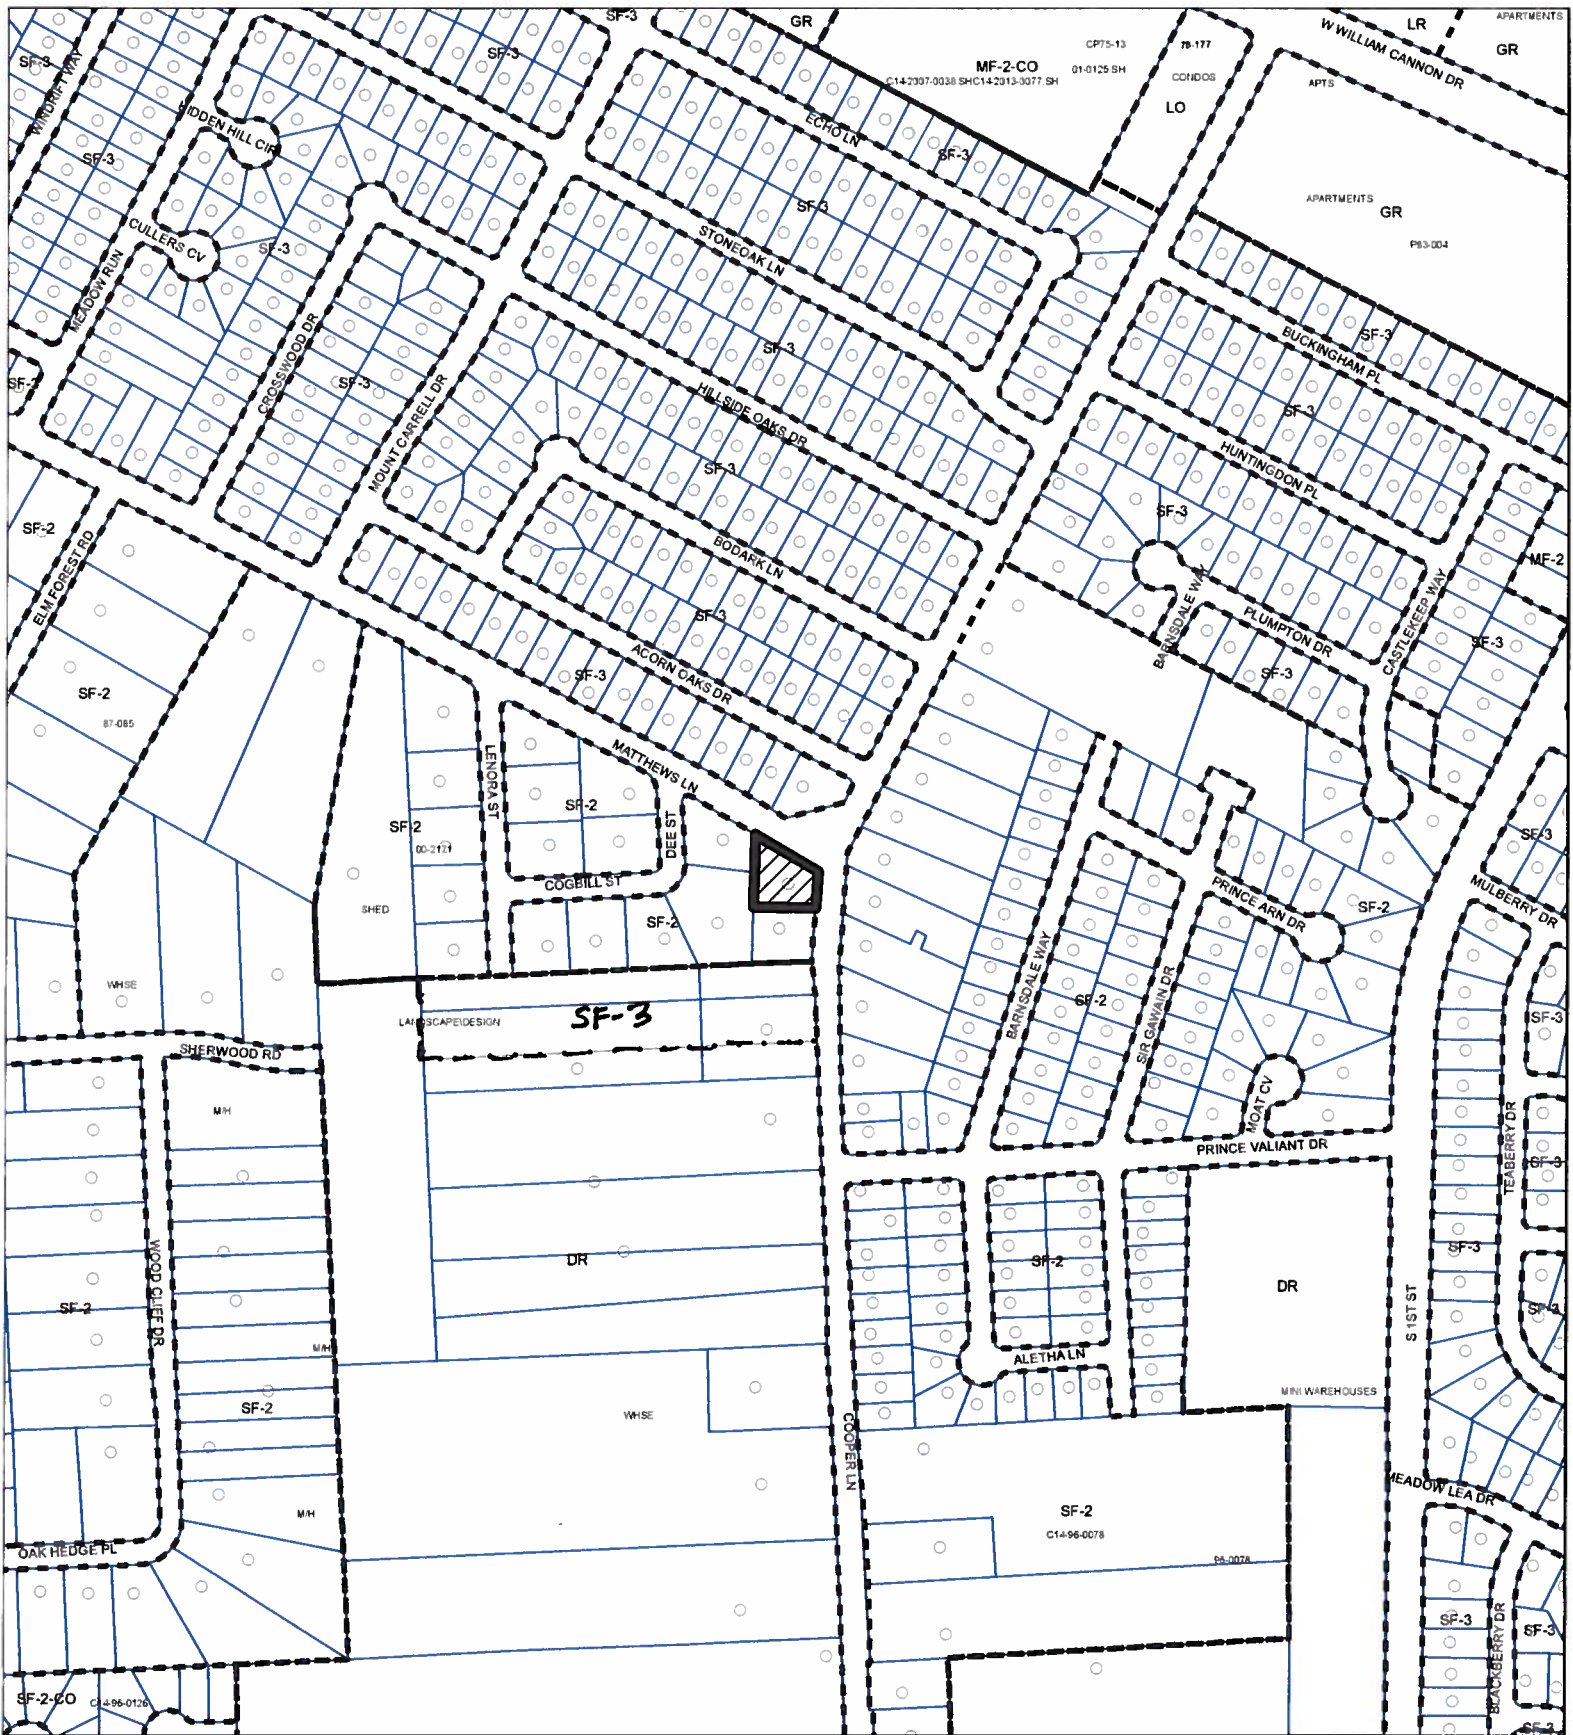 SF-3
GR
LR
W WILLIAM CANNON DR
APARTMENTS
GR
SF-3
SF-3
WINDRIFT WAY
MF-2-CO
CP75-13
01-0125 SH
C14-2007-0038.SH
C14-2013-0077.SH
78-177
CONDOS
LO
APTS
HIDDEN HILL CIR
ECHO LN
SF-3
SF-3
SF-3
APARTMENTS
GR
P83-004
CULLERS CV
SF-3
STONEOAK LN
MEADOW RUN
SF-3
CROSSWOOD DR
SF-3
SF-3
BUCKINGHAM PL
SF-3
SF-3
MOUNT CARRELL DR
HILLSIDE OAKS DR
SF-3
HUNTINGDON PL
SF-3
SF-3
SF-2
ELM FOREST RD
BODARK LN
MF-2
BARNSDALE WAY
PLUMPTON DR
CASTLEKEEP WAY
SF-3
SF-3
SF-3
ACORN OAKS DR
SF-3
SF-2
87-085
LENORA ST
MATTHEWS LN
SF-2
DEE ST
SF-2
00-2121
COGBILL ST
SHED
SF-2
SF-3
MULBERRY DR
PRINCE ARN DR
SF-2
WHSE
LANDSCAPE\DESIGN
SF-3
BARNSDALE WAY
SF-2
SIR GAWAIN DR
SF-3
SHERWOOD RD
M/H
MOAT CV
PRINCE VALIANT DR
TEABERRY DR
SF-3
WOOD CLIFF DR
SF-2
DR
SF-2
DR
SF-3
S 1ST ST
SF-3
M/H
ALETHA LN
MINI WAREHOUSES
SF-2
WHSE
COOPER LN
MEADOW LEA DR
M/H
SF-2
C14-96-0078
P6-0078
OAK HEDGE PL
SF-3
BLACKBERRY DR
SF-3
SF-2-CO
C14-96-0126
SF-3